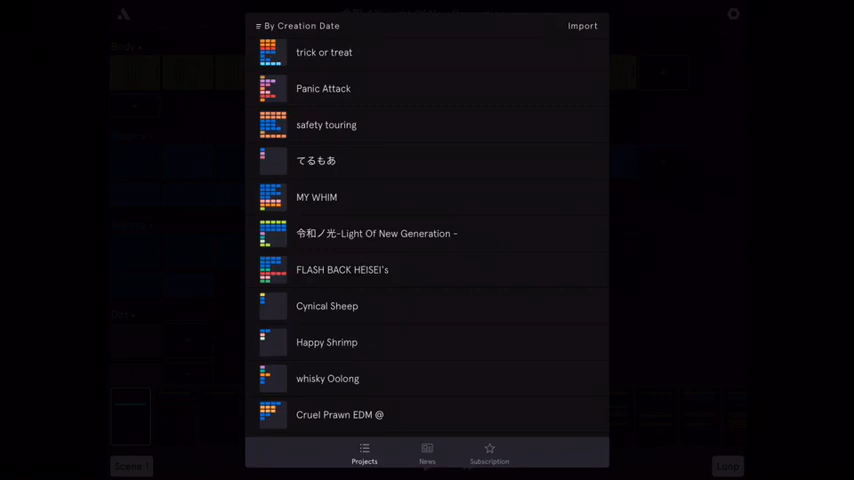 By Creation Date
Import
trick or treat
Panic Attack
safety touring
てるもあ
MY WHIM
令和ノ光-Light Of New Generation -
FLASH BACK HEISEI's
Cynical Sheep
Happy Shrimp
whisky Oolong
Cruel Prawn EDM @
Projects
News
Subscription
Scene 1
Loop